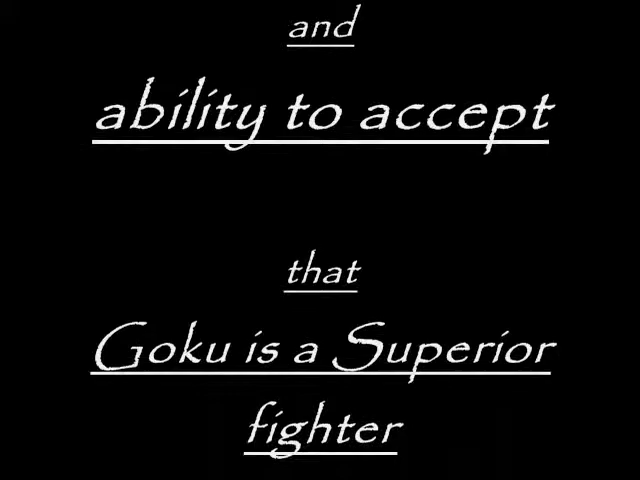 and
ability to accept
that
Goku is a Superior
fighter